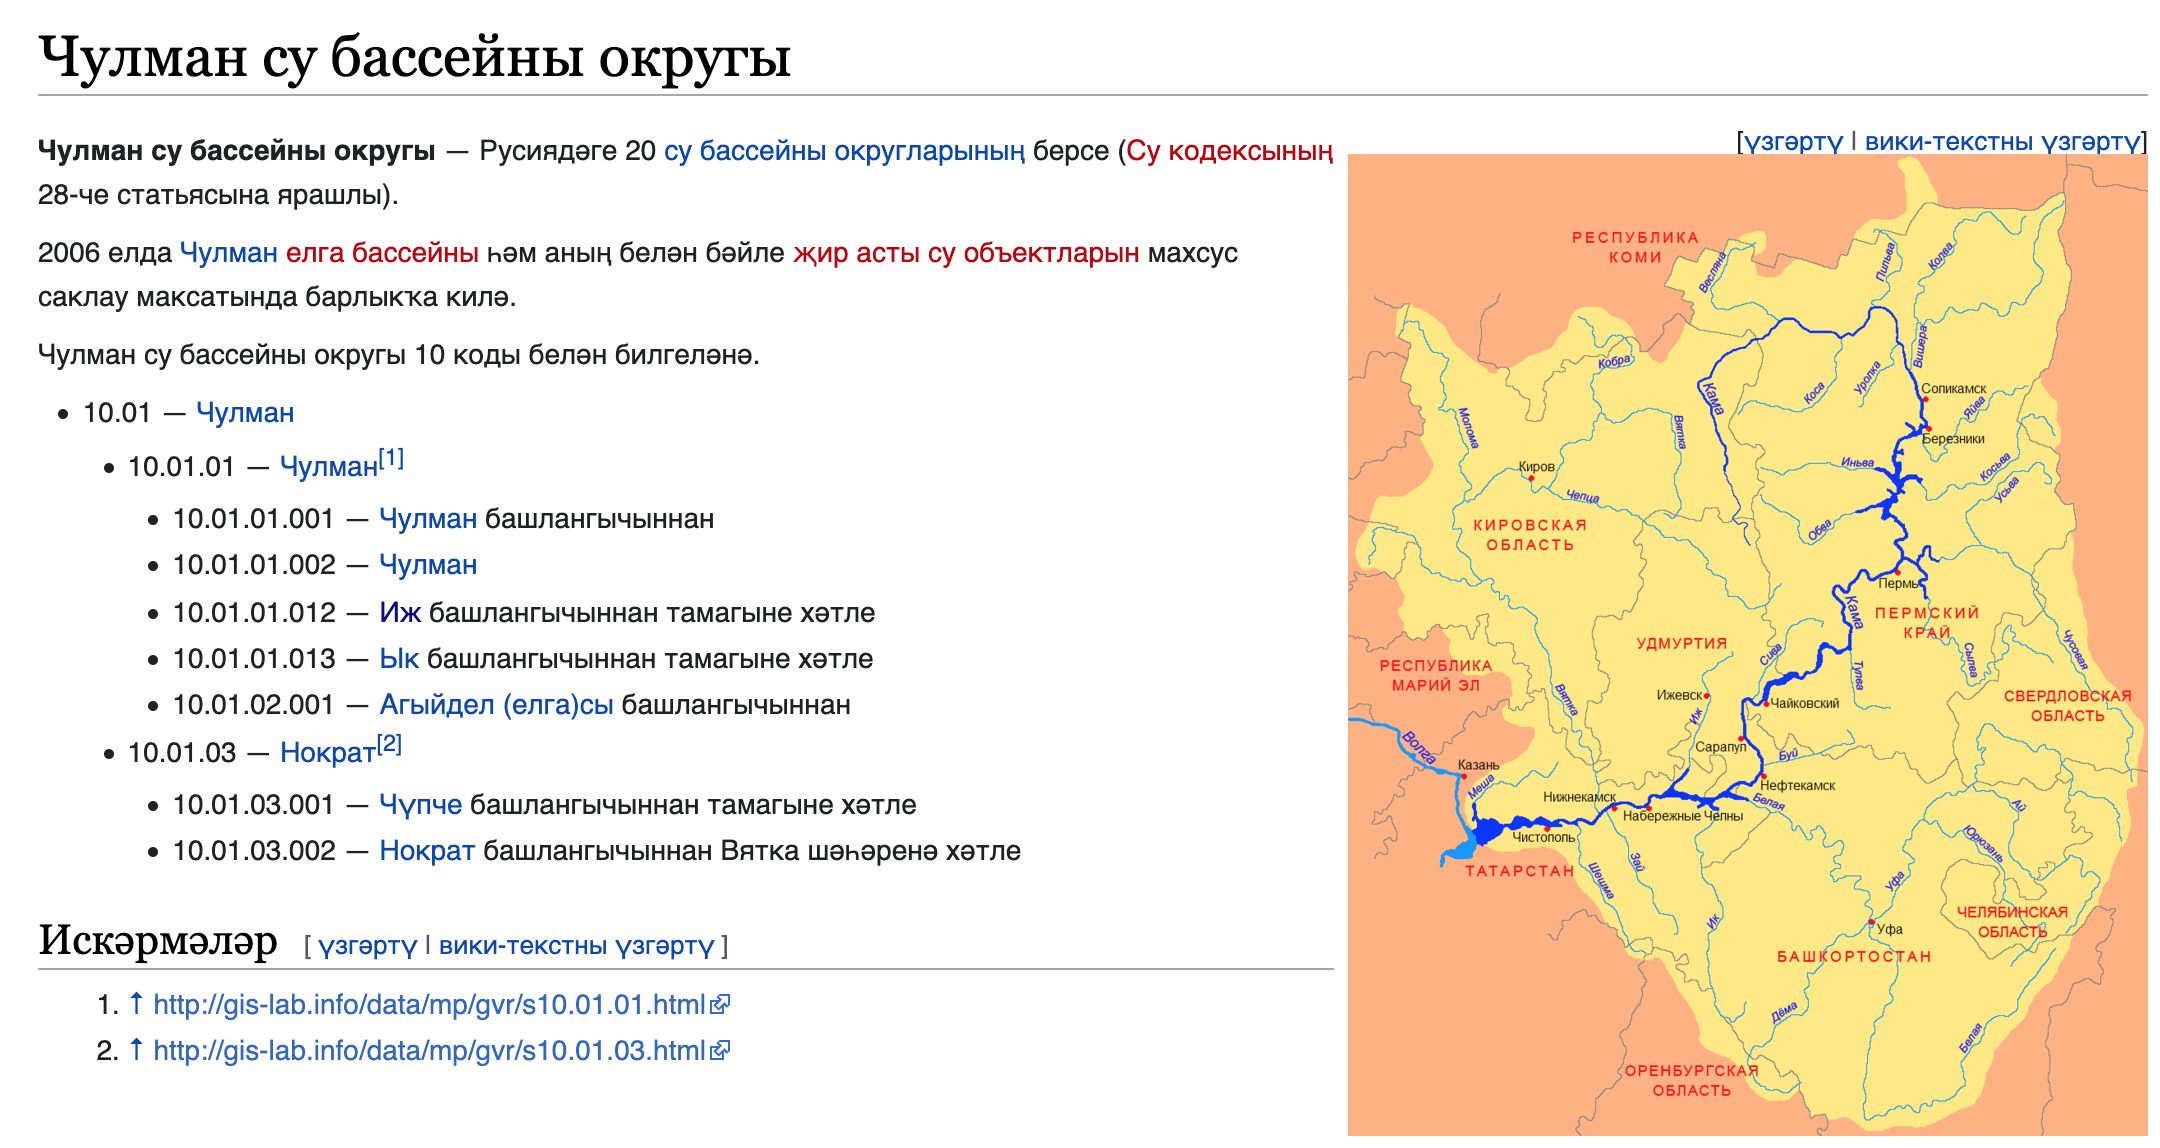 Чулман су бассейны округы
[үзгәртү | вики-текстны үзгәртү]
Чулман су бассейны округы — Русиядәге 20 су бассейны округларының берсе (Су кодексының
28-че статьясына ярашлы).
2006 елда Чулман елга бассейны һәм аның белән бәйле җир асты су объектларын махсус
саклау максатында барлыкҡа килә.
Чулман су бассейны округы 10 коды белән билгеләнә.
• 10.01 — Чулман
• 10.01.01 — Чулман[1]
• 10.01.01.001 — Чулман башлангычыннан
• 10.01.01.002 — Чулман
• 10.01.01.012 — Иж башлангычыннан тамагыне хәтле
• 10.01.01.013 — Ык башлангычыннан тамагыне хәтле
• 10.01.02.001 — Агыйдел (елга)сы башлангычыннан
• 10.01.03 — Нократ[2]
• 10.01.03.001 — Чүпче башлангычыннан тамагыне хәтле
• 10.01.03.002 — Нократ башлангычыннан Вятка шәһәренә хәтле
Искәрмәләр [ үзгәртү | вики-текстны үзгәртү ]
1. ↑ http://gis-lab.info/data/mp/gvr/s10.01.01.html
2. ↑ http://gis-lab.info/data/mp/gvr/s10.01.03.html
РЕСПУБЛИКА
КОМИ
Весляна
Пильва
Колва
Кобра
Вишера
Кама
Коса
Уролка
Соликамск
Яйва
Молома
Вятка
Березники
Киров
Иньва
Косьва
Чепца
Усьва
КИРОВСКАЯ
ОБЛАСТЬ
Обва
Пермь
Кама
ПЕРМСКИЙ
КРАЙ
УДМУРТИЯ
Сива
Тулва
Сылва
Чусовая
РЕСПУБЛИКА
МАРИЙ ЭЛ
Вятка
Ижевск
Иж
Чайковский
СВЕРДЛОВСКАЯ
ОБЛАСТЬ
Волга
Сарапул
Буй
Казань
Меша
Нефтекамск
Нижнекамск
Белая
Набережные Челны
Ай
Чистополь
Юрюзань
ТАТАРСТАН
Шешма
Зай
Уфа
Ик
ЧЕЛЯБИНСКАЯ
ОБЛАСТЬ
Уфа
БАШКОРТОСТАН
Дёма
Белая
ОРЕНБУРГСКАЯ
ОБЛАСТЬ